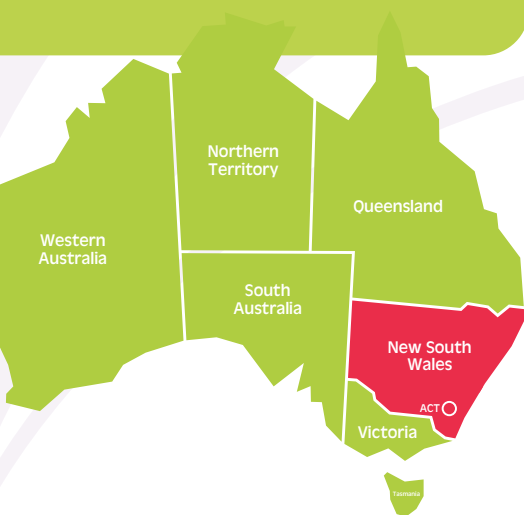 Northern
Territory
Queensland
Western
Australia
South
Australia
New South
Wales
ACT
Victoria
Tasmania